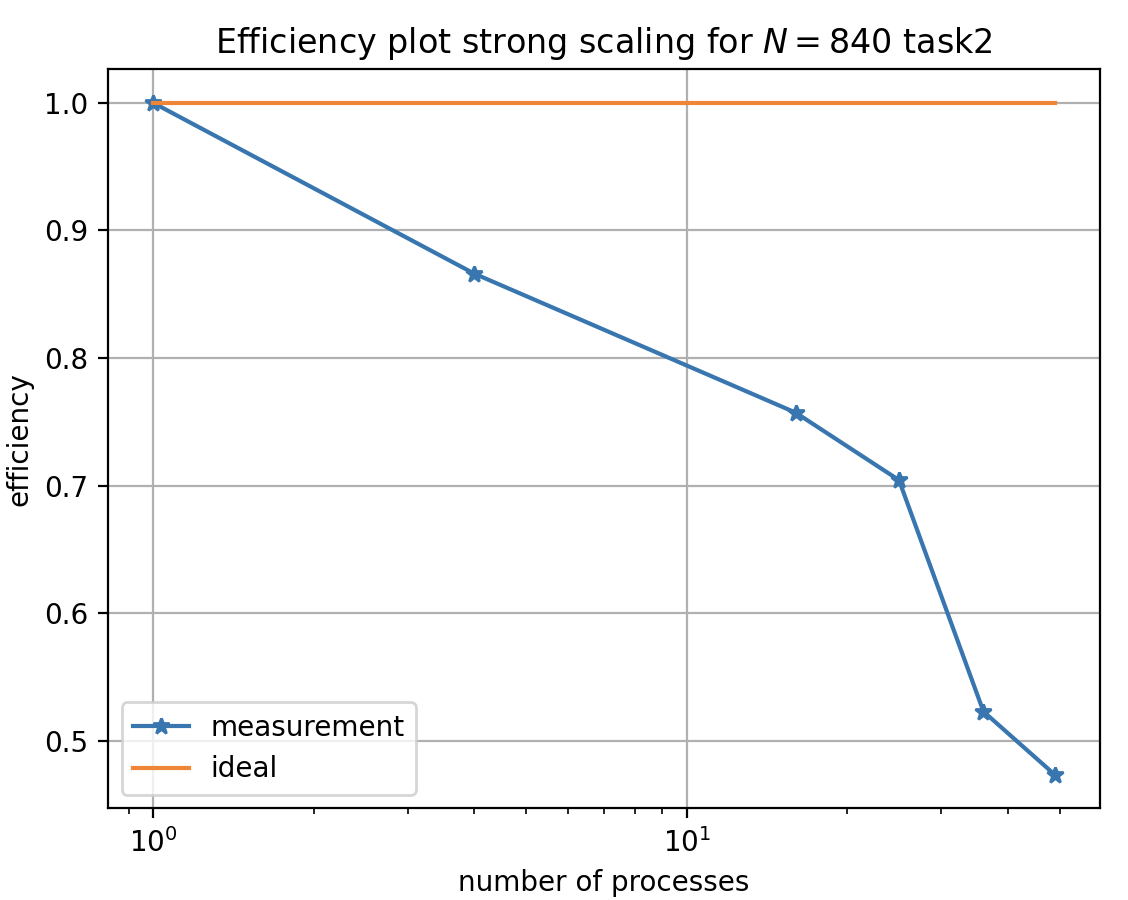 Efficiency plot strong scaling for N = 840 task2
efficiency
1.0
0.9
0.8
0.7
0.6
0.5
measurement
ideal
10⁰
10¹
number of processes